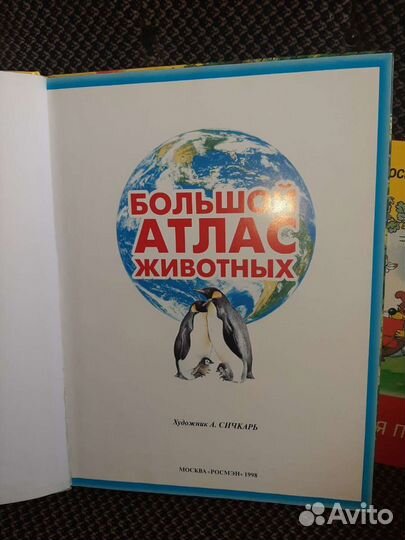 БОЛЬШОЙ
АТЛАС
ЖИВОТНЫХ
Художник А. СИЧКАРЬ
МОСКВА «РОСМЭН» 1998
Avito